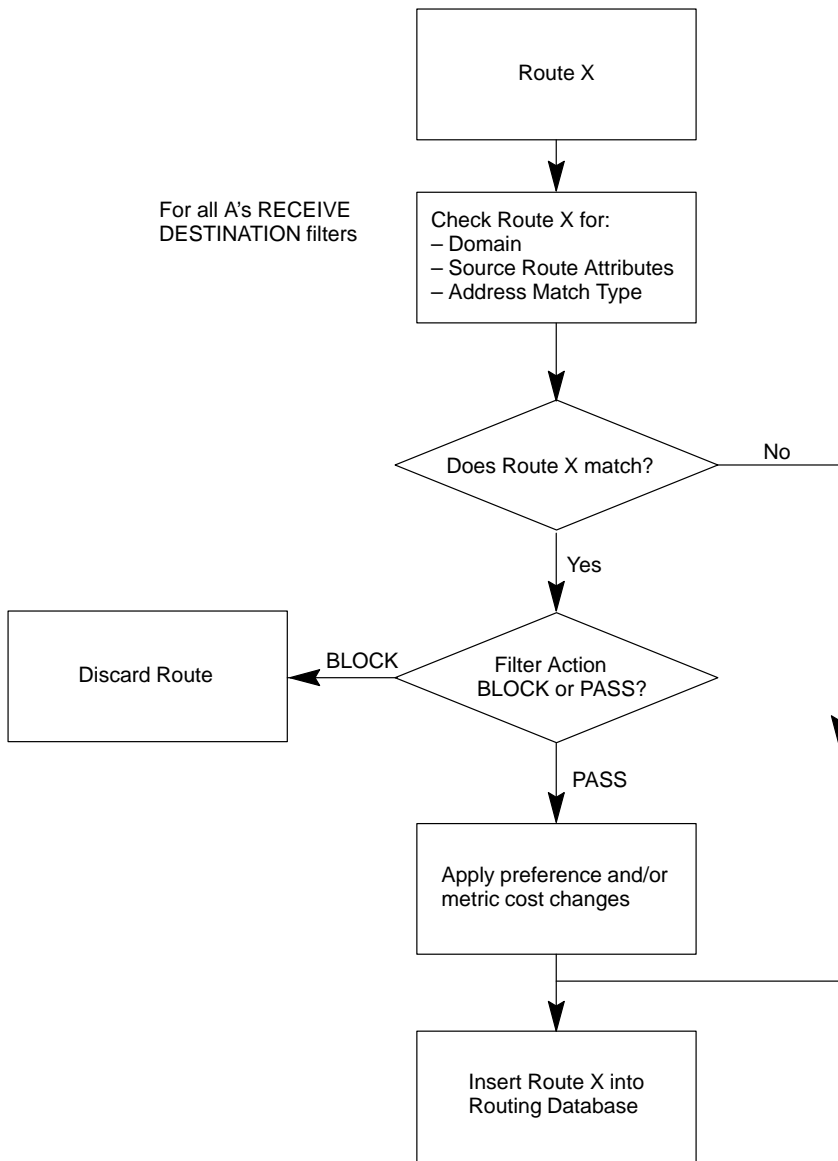 Route X
For all A's RECEIVE
DESTINATION filters
Check Route X for:
– Domain
– Source Route Attributes
– Address Match Type
Does Route X match?
No
Yes
Discard Route
BLOCK
Filter Action
BLOCK or PASS?
PASS
Apply preference and/or
metric cost changes
Insert Route X into
Routing Database